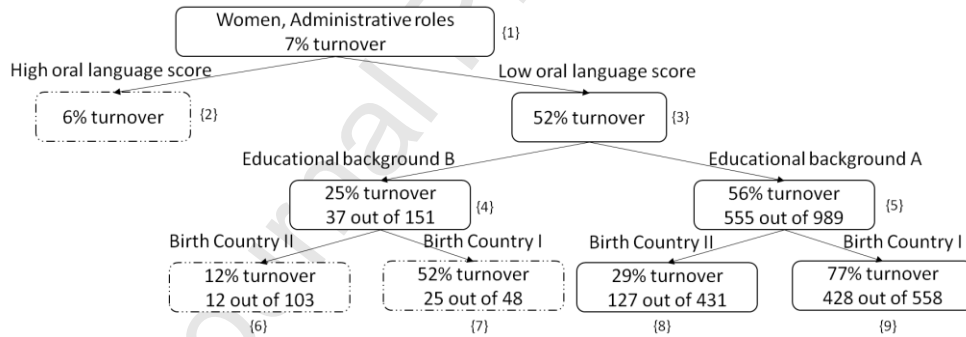 Women, Administrative roles
7% turnover
{1}
High oral language score
Low oral language score
6% turnover
{2}
52% turnover
{3}
Educational background B
Educational background A
25% turnover
37 out of 151
{4}
56% turnover
555 out of 989
{5}
Birth Country II
Birth Country I
Birth Country II
Birth Country I
12% turnover
12 out of 103
52% turnover
25 out of 48
29% turnover
127 out of 431
77% turnover
428 out of 558
{6}
{7}
{8}
{9}